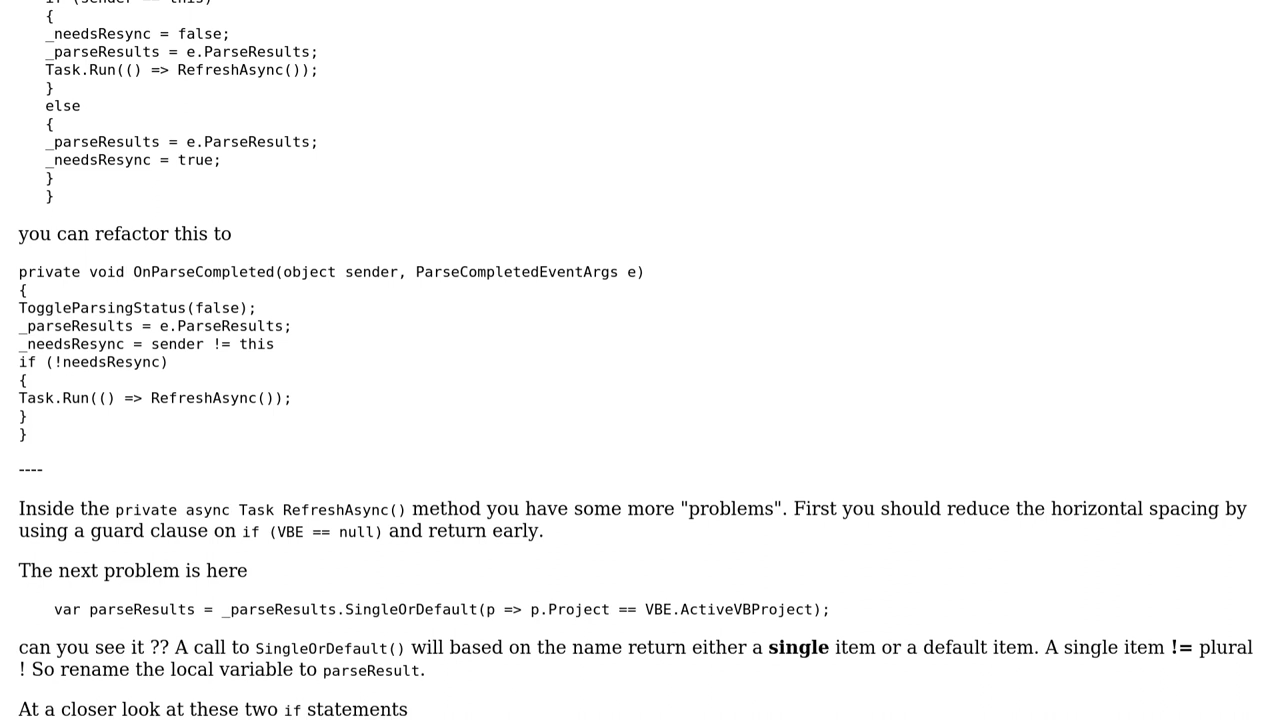 if (sender == this)
{
_needsResync = false;
_parseResults = e.ParseResults;
Task.Run(() => RefreshAsync());
}
else
{
_parseResults = e.ParseResults;
_needsResync = true;
}
}
you can refactor this to
private void OnParseCompleted(object sender, ParseCompletedEventArgs e)
{
ToggleParsingStatus(false);
_parseResults = e.ParseResults;
_needsResync = sender != this
if (!needsResync)
{
Task.Run(() => RefreshAsync());
}
}
----
Inside the private async Task RefreshAsync() method you have some more "problems". First you should reduce the horizontal spacing by
using a guard clause on if (VBE == null) and return early.
The next problem is here
var parseResults = _parseResults.SingleOrDefault(p => p.Project == VBE.ActiveVBProject);
can you see it ?? A call to SingleOrDefault() will based on the name return either a single item or a default item. A single item != plural
! So rename the local variable to parseResult.
At a closer look at these two if statements